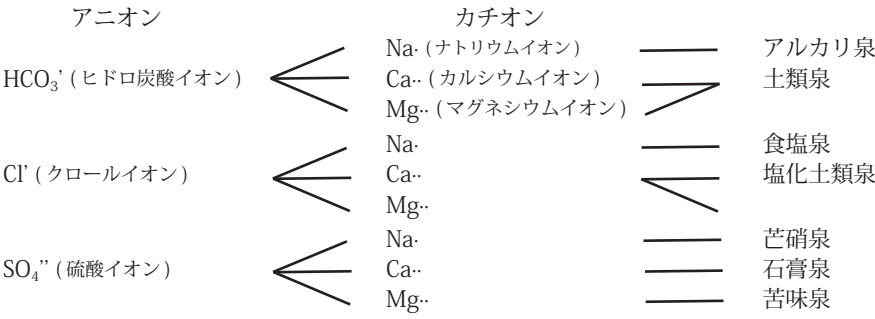 アニオン カチオン
Na· (ナトリウムイオン) アルカリ泉
HCO₃’ (ヒドロ炭酸イオン) Ca·· (カルシウムイオン) 土類泉
Mg·· (マグネシウムイオン)
Na· 食塩泉
Cl’ (クロールイオン) Ca·· 塩化土類泉
Mg··
Na· 芒硝泉
SO₄’’ (硫酸イオン) Ca·· 石膏泉
Mg·· 苦味泉